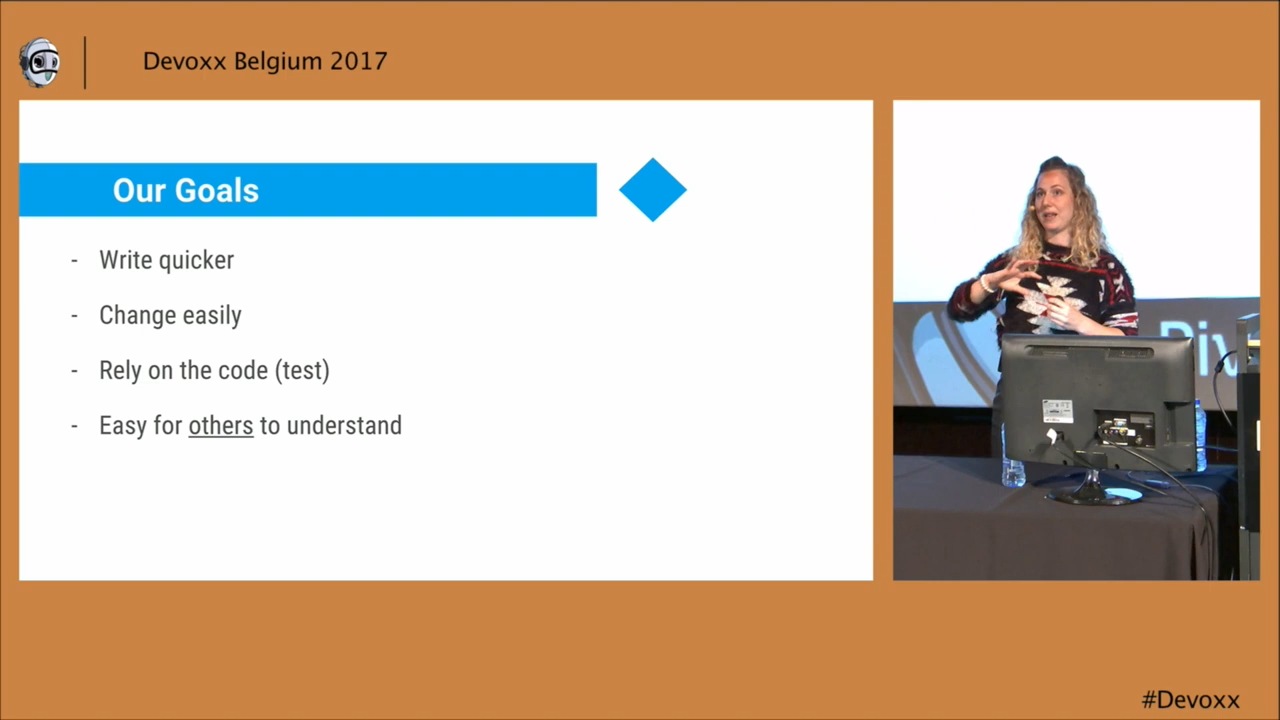 Devoxx Belgium 2017
Our Goals
- Write quicker
- Change easily
- Rely on the code (test)
- Easy for others to understand
#Devoxx